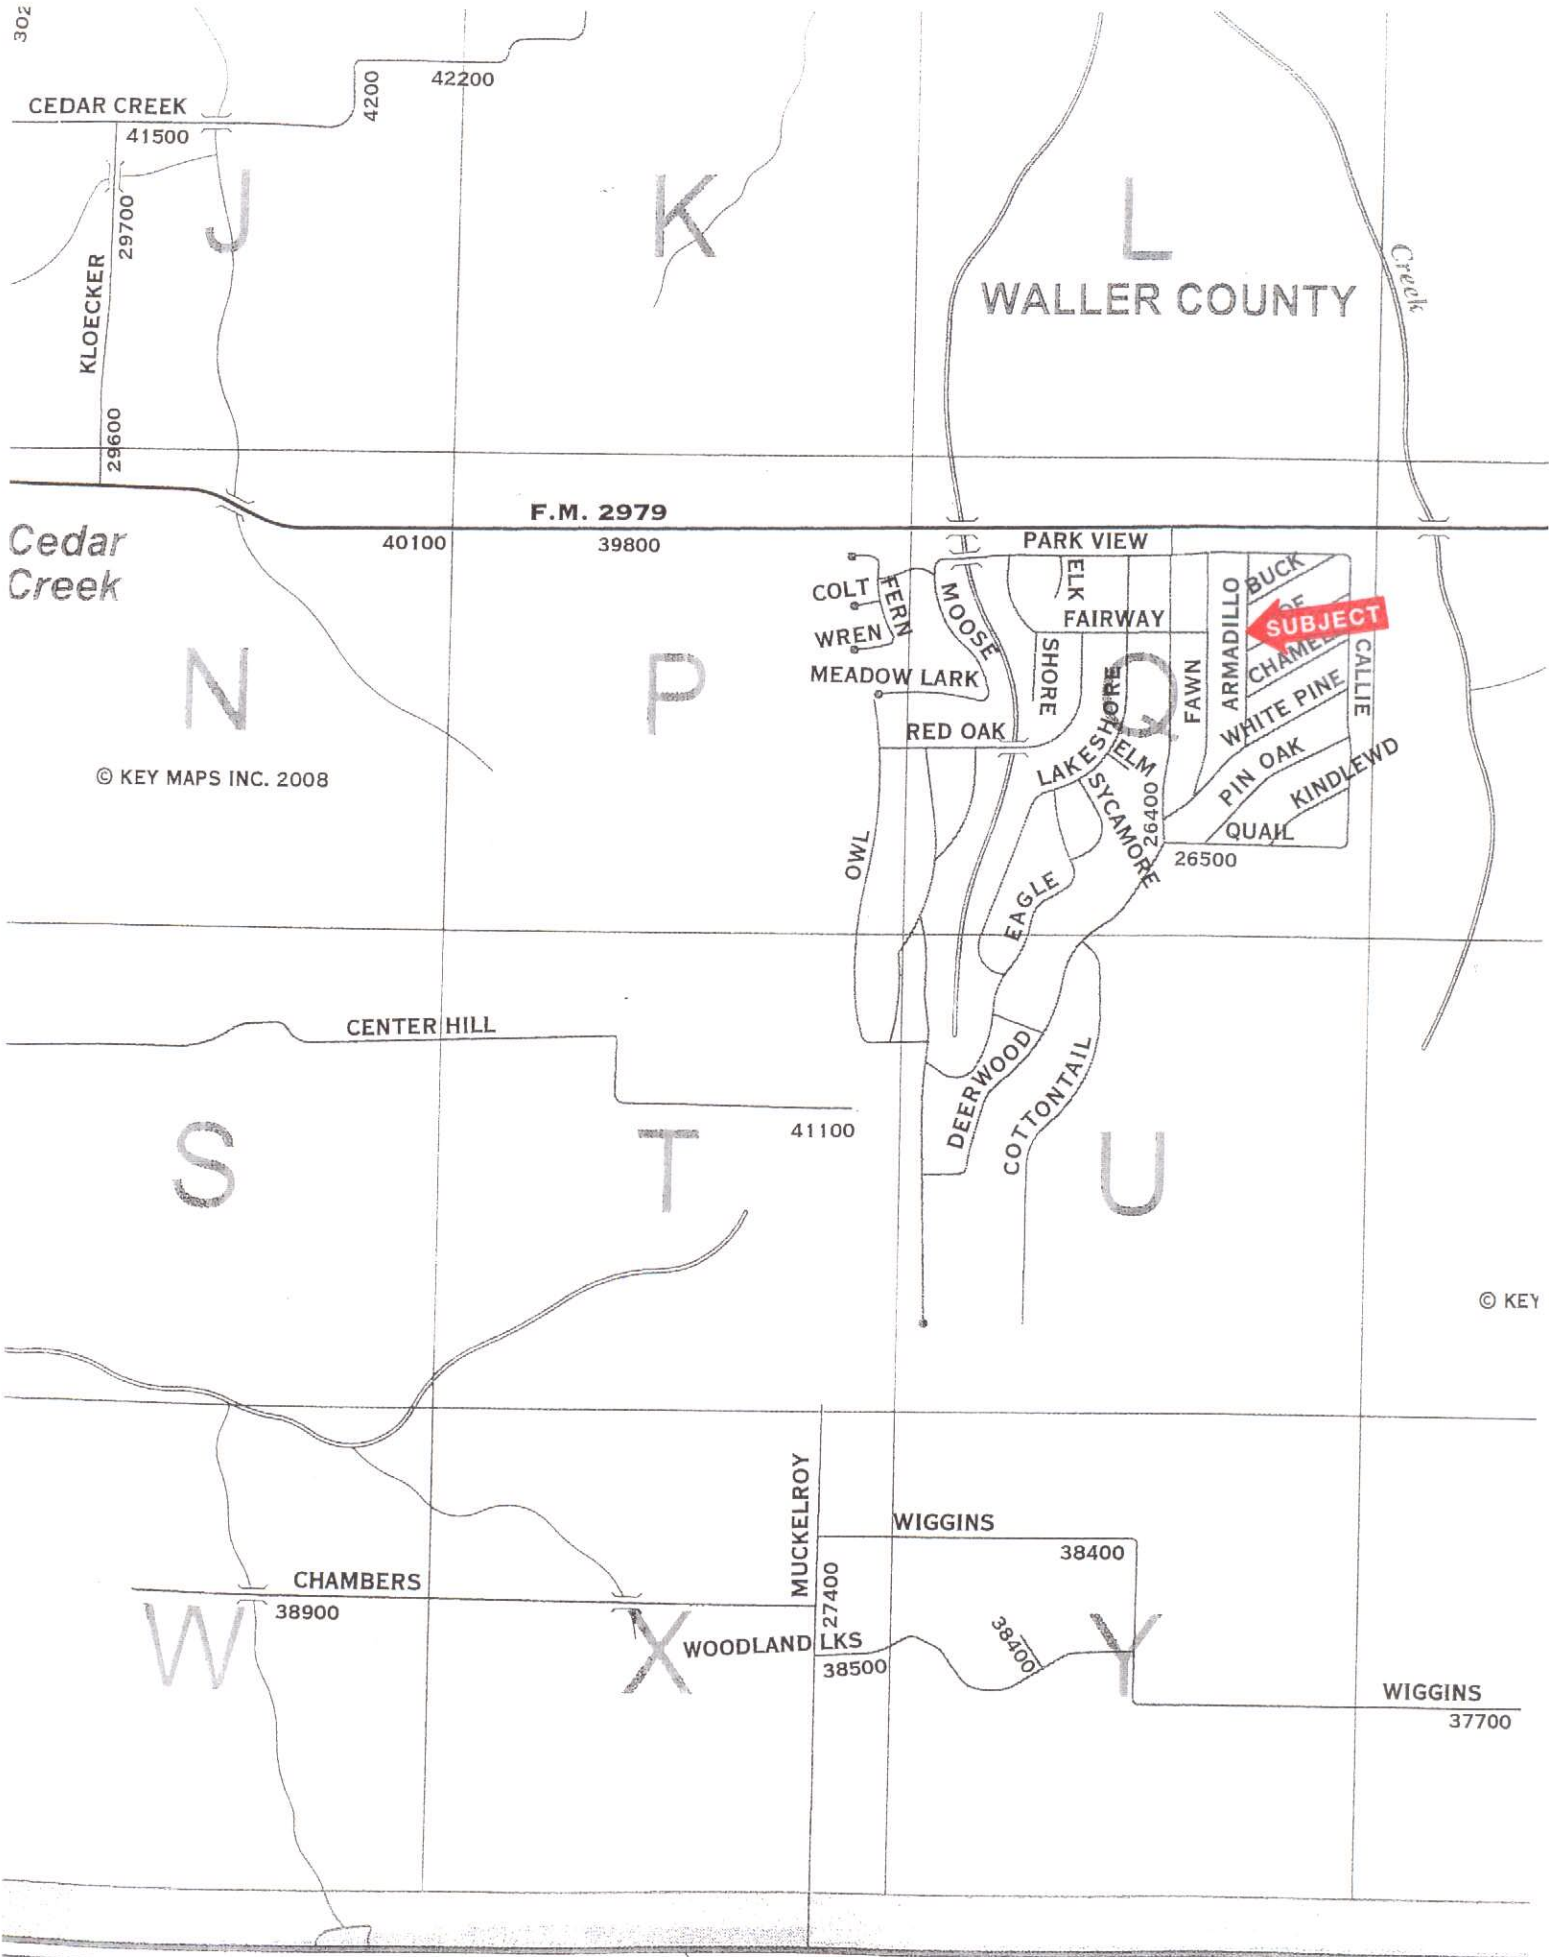 302
42200
4200
CEDAR CREEK
41500
J
K
L
29700
KLOECKER
WALLER COUNTY
Creek
29600
F.M. 2979
40100
39800
Cedar
Creek
PARK VIEW
ELK
BUCK
COLT
FERN
MOOSE
FAIRWAY
ARMADILLO
SUBJECT
WREN
SHORE
MEADOW LARK
LAKESHORE
FAWN
CALLIE
N
P
Q
WHITE PINE
RED OAK
ELM
PIN OAK
KINDLEWD
© KEY MAPS INC. 2008
SYCAMORE
26400
QUAIL
26500
OWL
EAGLE
CENTER HILL
DEERWOOD
COTTONTAIL
41100
S
T
U
© KEY
MUCKELROY
WIGGINS
38400
CHAMBERS
38900
27400
W
X
WOODLAND LKS
38500
38400
Y
WIGGINS
37700